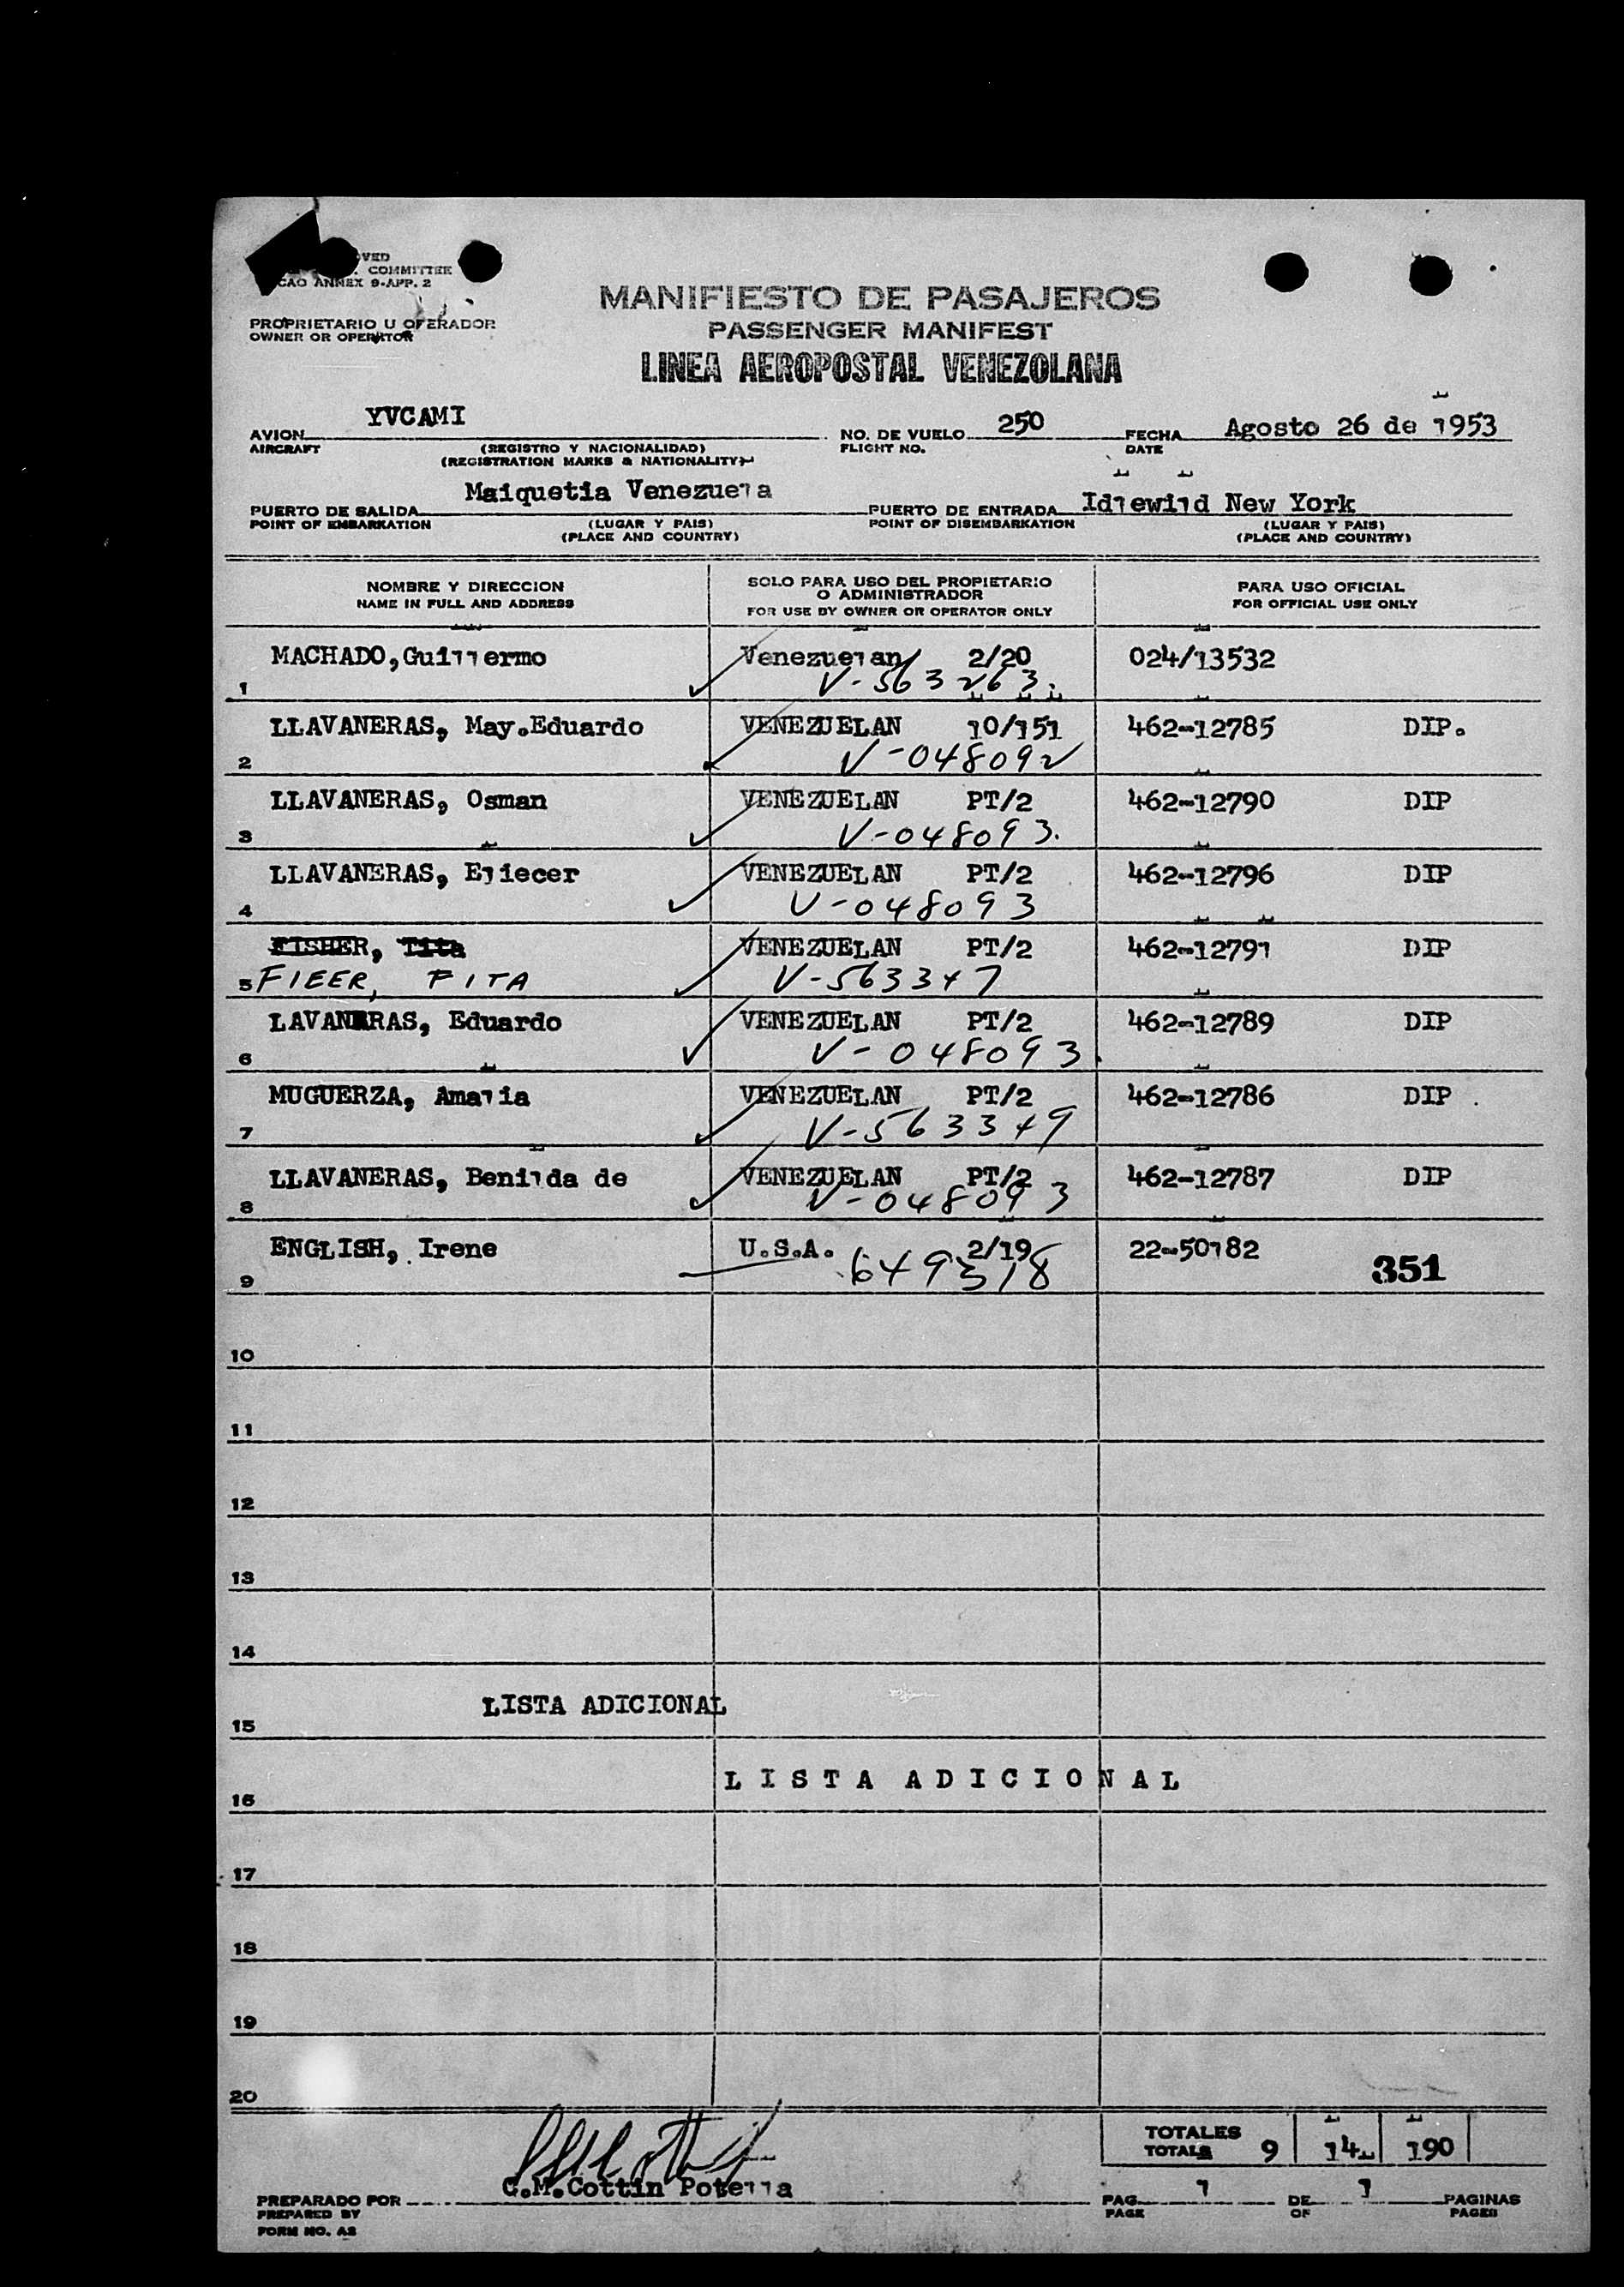 VED
COMMITTEE
CAO ANNEX 9-APP. 2
MANIFIESTO DE PASAJEROS
PROPRIETARIO U OPERADOR
OWNER OR OPERATOR
PASSENGER MANIFEST
LINEA AEROPOSTAL VENEZOLANA
AVION YVCAMI NO. DE VUELO 250 FECHA Agosto 26 de 1953
AIRCRAFT (REGISTRO Y NACIONALIDAD) FLIGHT NO. DATE
(REGISTRATION MARKS & NATIONALITY)
PUERTO DE SALIDA Maiquetia Venezuela PUERTO DE ENTRADA Idlewild New York
POINT OF EMBARKATION (LUGAR Y PAIS) POINT OF DISEMBARKATION (LUGAR Y PAIS)
(PLACE AND COUNTRY) (PLACE AND COUNTRY)
NOMBRE Y DIRECCION SOLO PARA USO DEL PROPIETARIO PARA USO OFICIAL
O ADMINISTRADOR
NAME IN FULL AND ADDRESS FOR USE BY OWNER OR OPERATOR ONLY FOR OFFICIAL USE ONLY
MACHADO,Guillermo Venezuelan 2/20 024/13532
1 V-563263.
LLAVANERAS, May.Eduardo VENEZUELAN 10/151 462-12785 DIP.
2 V-048092
LLAVANERAS, Osman VENEZUELAN PT/2 462-12790 DIP
3 V-048093.
LLAVANERAS, Eliecer VENEZUELAN PT/2 462-12796 DIP
4 V-048093
FISHER, Tita VENEZUELAN PT/2 462-12791 DIP
5 FIEER, FITA V-563347
LAVANERAS, Eduardo VENEZUELAN PT/2 462-12789 DIP
6 V-048093.
MUGUERZA, Amalia VENEZUELAN PT/2 462-12786 DIP
7 V-563349
LLAVANERAS, Benilda de VENEZUELAN PT/2 462-12787 DIP
8 V-048093
ENGLISH, Irene U.S.A. 2/19 22-50182
9 649318 351
10
11
12
13
14
LISTA ADICIONAL
15
LISTA ADICIONAL
16
17
18
19
20
TOTALES
TOTALS 9 14 190
C.M.Cottin Potella
PREPARADO POR PAG. 1 DE 1 PAGINAS
PREPARED BY PAGE OF PAGES
FORM NO. A2